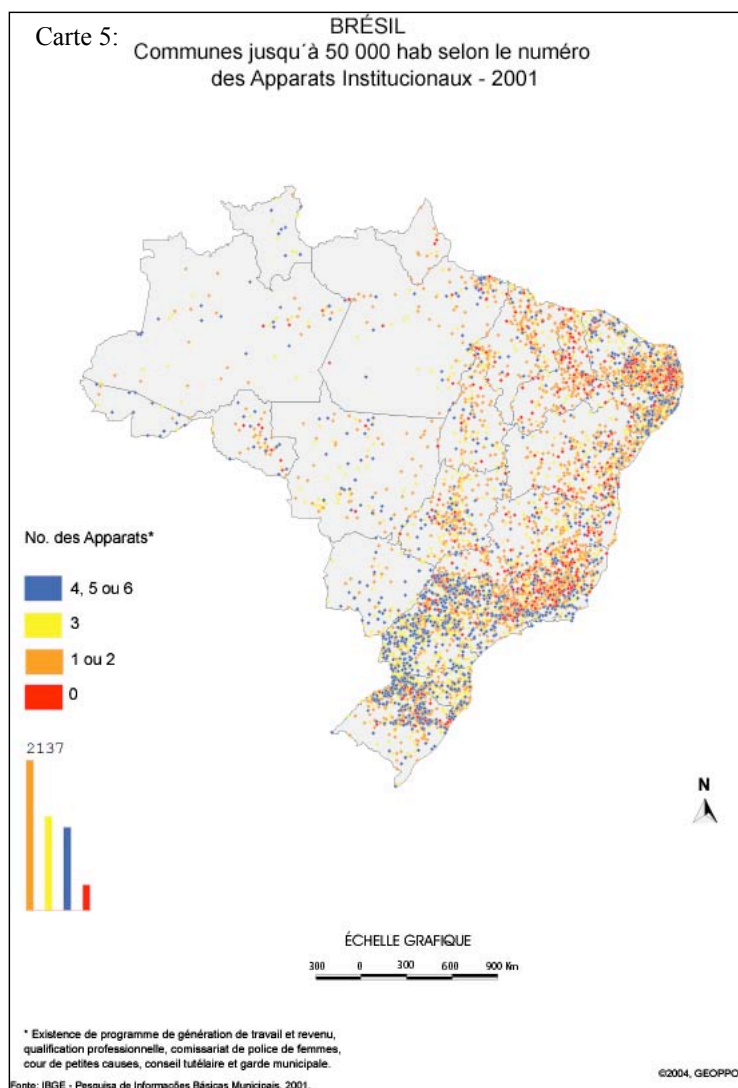 Carte 5:
BRÉSIL
Communes jusqu´à 50 000 hab selon le numéro
des Apparats Institucionaux - 2001
No. des Apparats*
4, 5 ou 6
3
1 ou 2
0
2137
N
ÉCHELLE GRAFIQUE
300 0 300 600 900 Km
* Existence de programme de génération de travail et revenu,
qualification professionnelle, comissariat de police de femmes,
cour de petites causes, conseil tutélaire et garde municipale.
©2004, GEOPPO
Fonte: IBGE - Pesquisa de Informações Básicas Municipais, 2001.